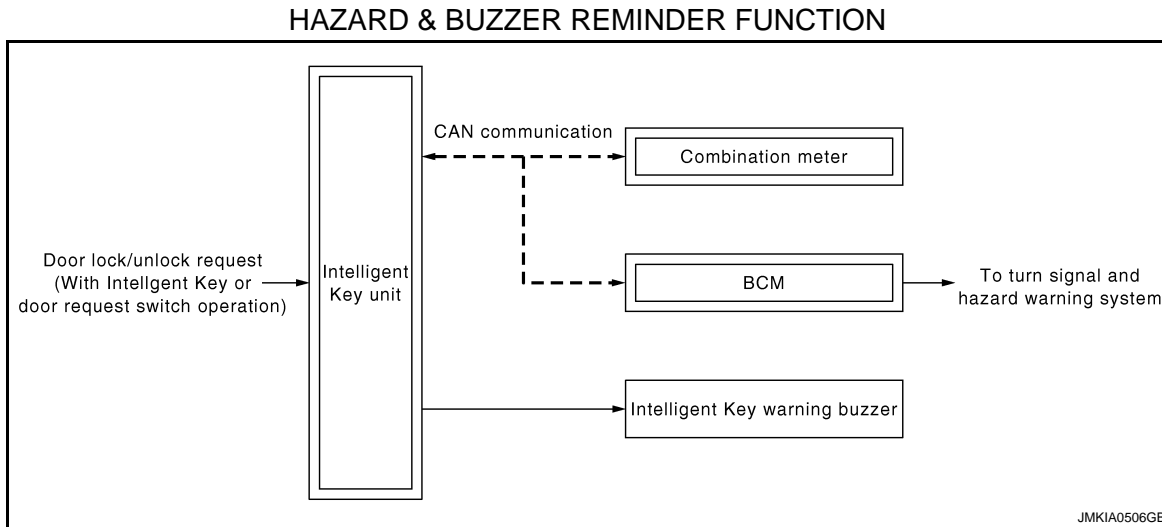 HAZARD & BUZZER REMINDER FUNCTION
CAN communication
Combination meter
Door lock/unlock request
(With Intellgent Key or
door request switch operation)
Intelligent
Key unit
BCM
To turn signal and
hazard warning system
Intelligent Key warning buzzer
JMKIA0506GB